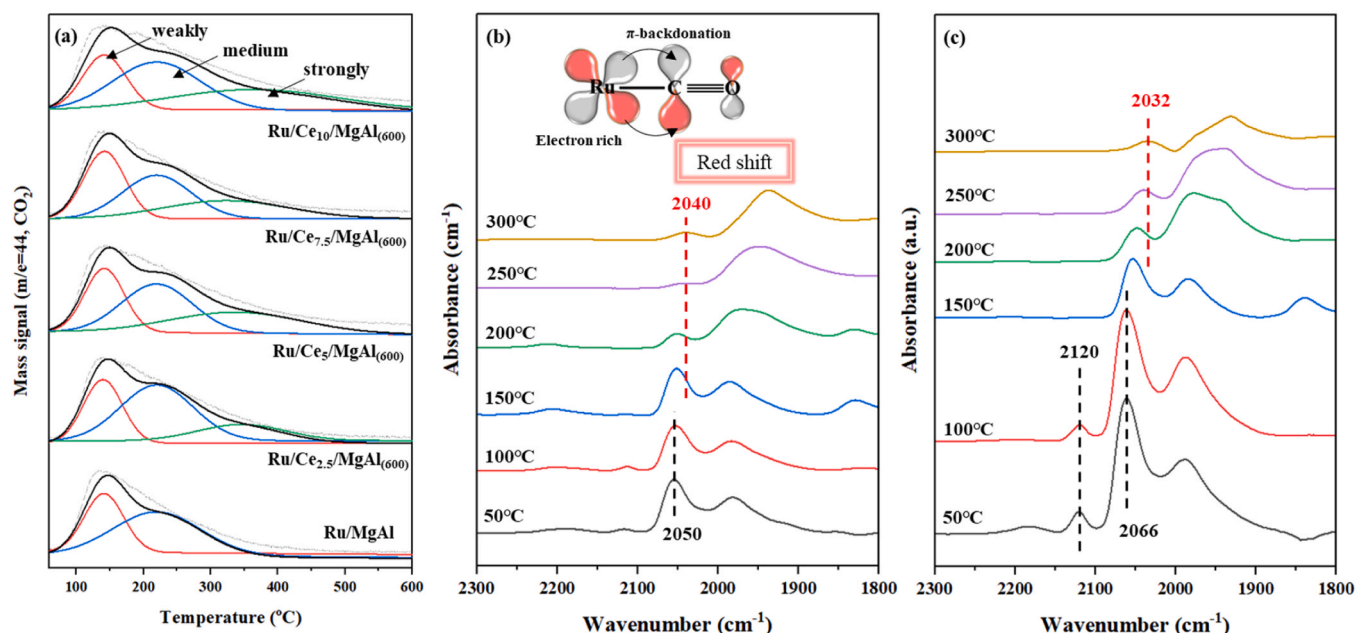 (a)
weakly
medium
strongly
Ru/Ce₁₀/MgAl₍₆₀₀₎
Ru/Ce₇.₅/MgAl₍₆₀₀₎
Ru/Ce₅/MgAl₍₆₀₀₎
Ru/Ce₂.₅/MgAl₍₆₀₀₎
Ru/MgAl
Mass signal (m/e=44, CO₂)
100 200 300 400 500 600
Temperature (°C)
(b)
π-backdonation
Ru C O
Electron rich
Red shift
2040
300°C
250°C
200°C
150°C
100°C
50°C
2050
Absorbance (cm⁻¹)
2300 2200 2100 2000 1900 1800
Wavenumber (cm⁻¹)
(c)
2032
300°C
250°C
200°C
150°C
2120
100°C
50°C
2066
Absorbance (a.u.)
2300 2200 2100 2000 1900 1800
Wavenumber (cm⁻¹)